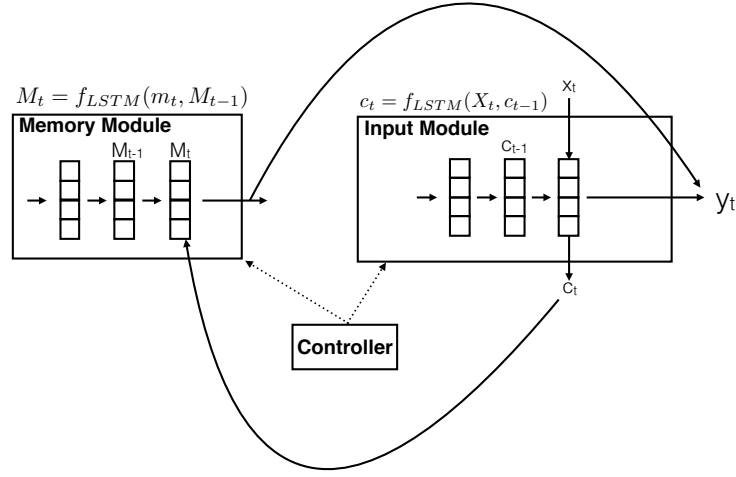 M_t = f_{LSTM}(m_t, M_{t-1})
Memory Module
M_{t-1} M_t
c_t = f_{LSTM}(X_t, c_{t-1})
x_t
Input Module
C_{t-1}
y_t
C_t
Controller